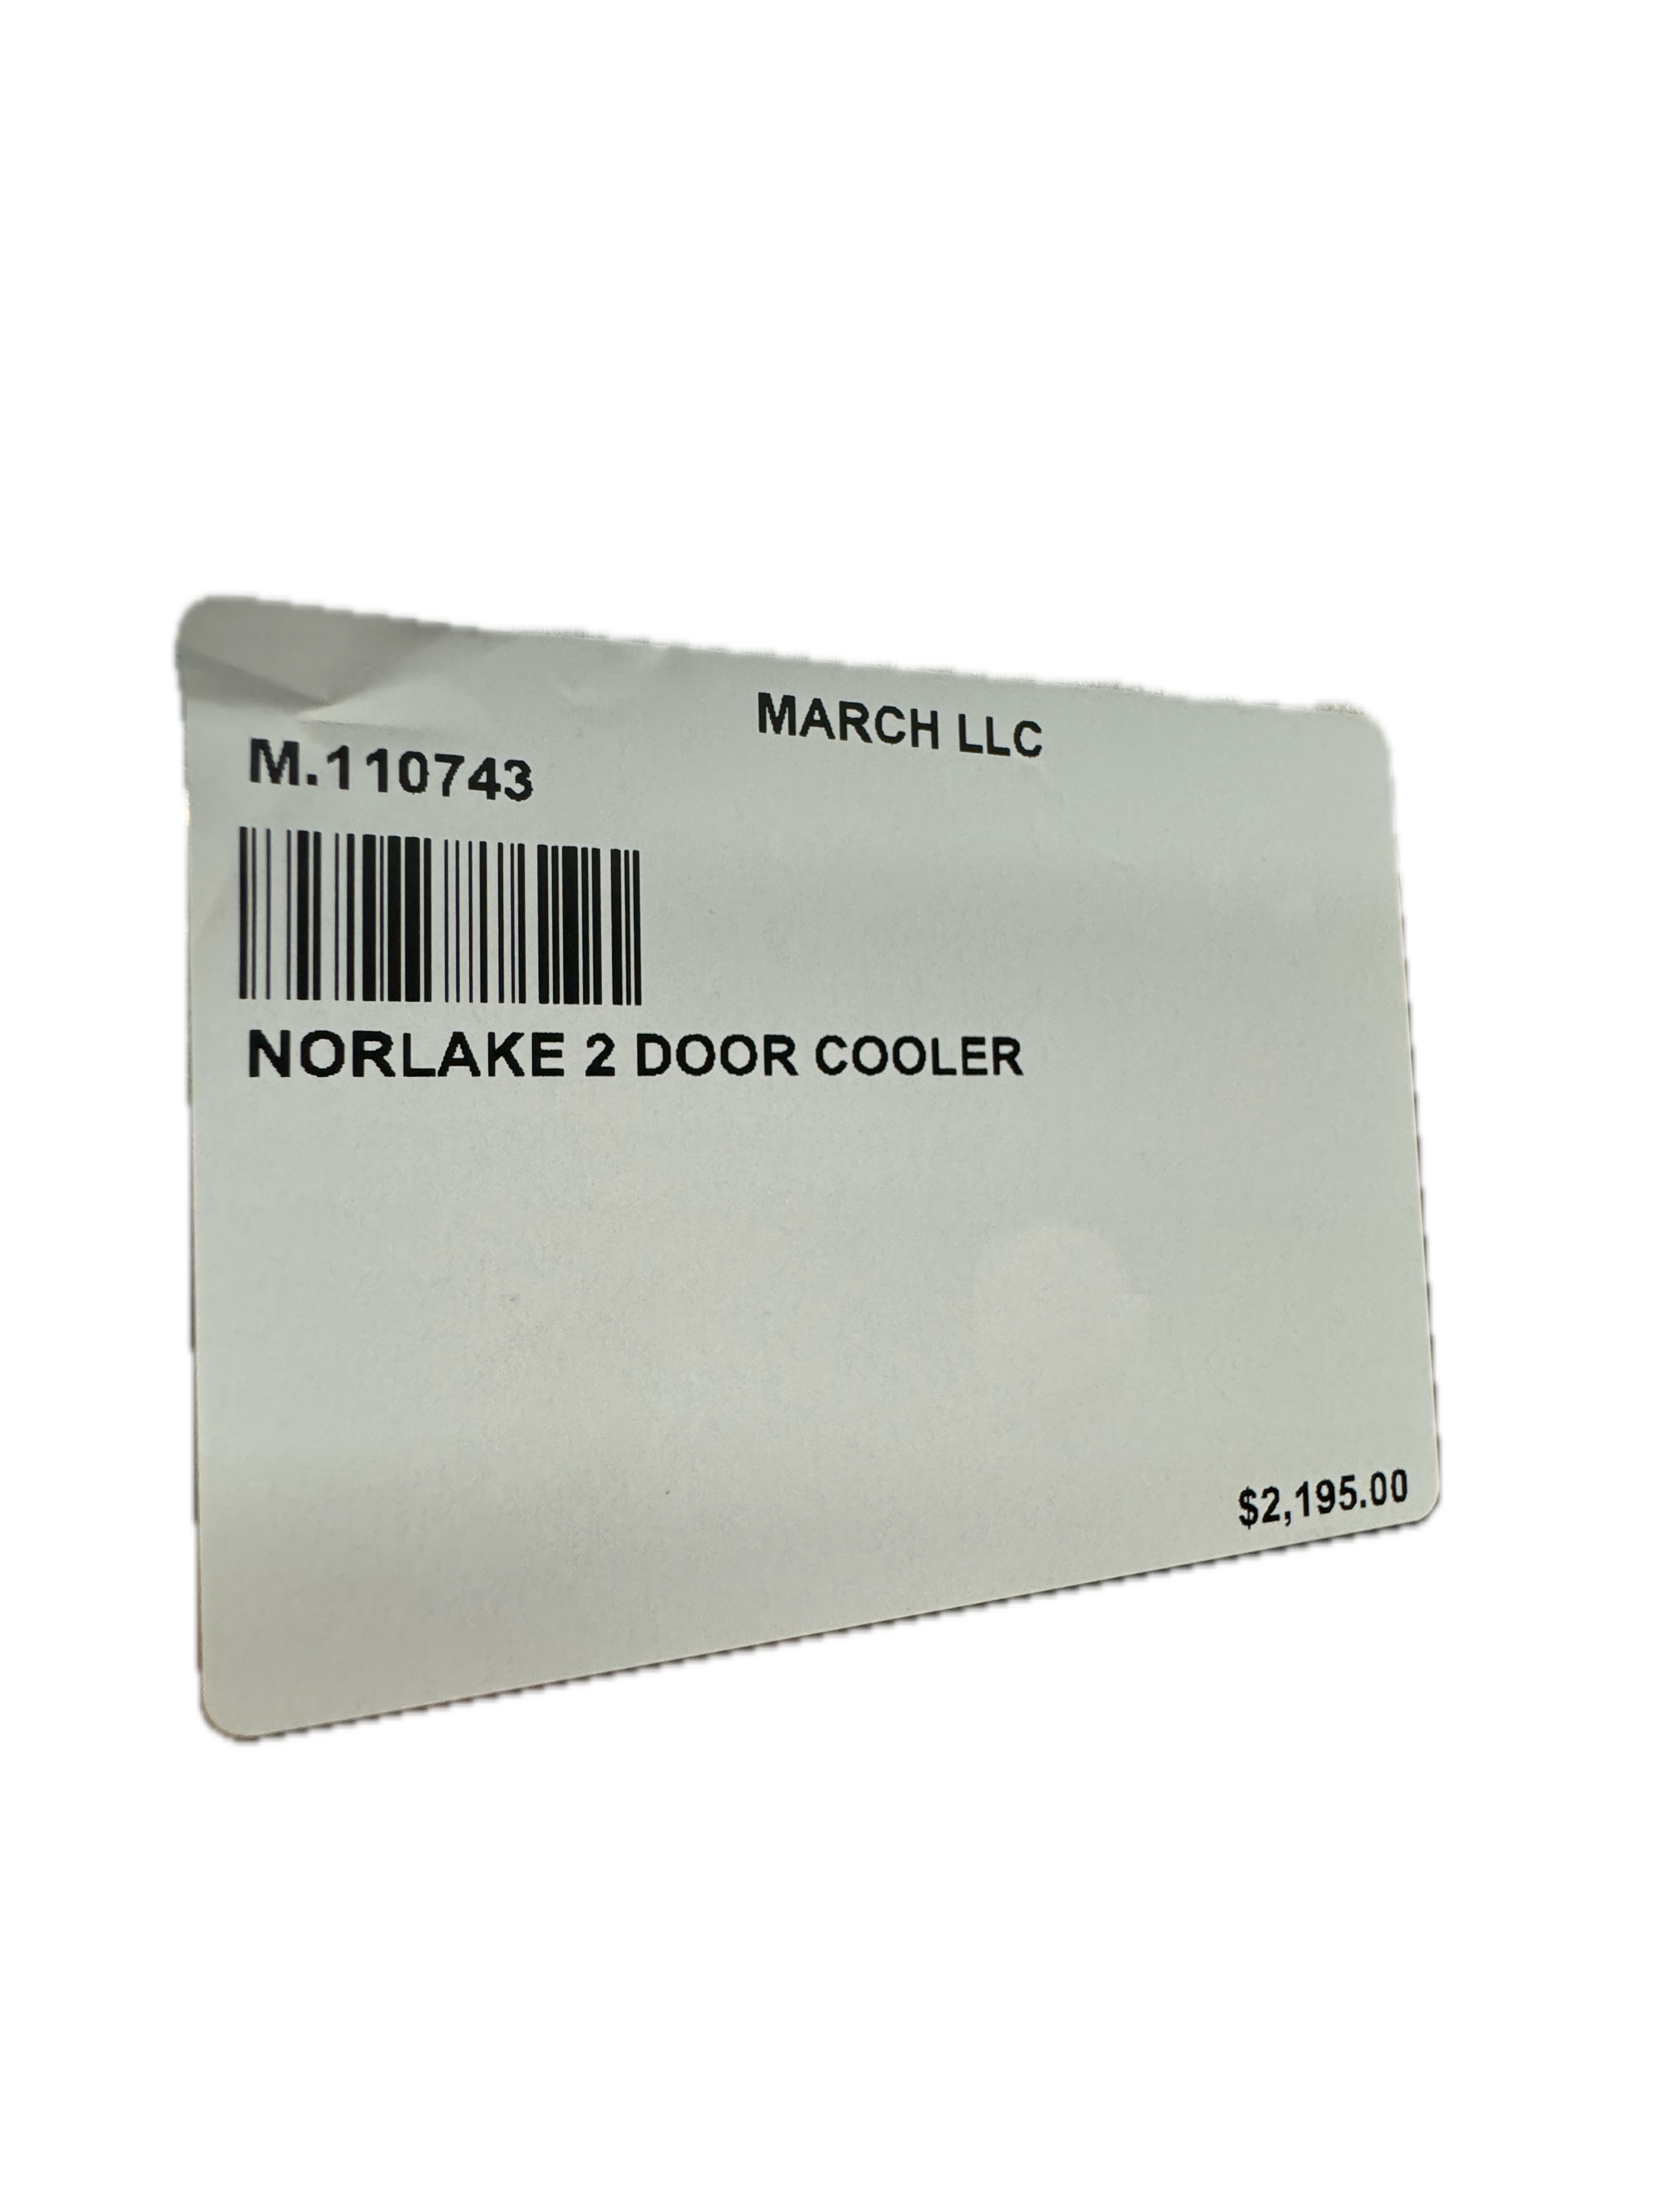 MARCH LLC
M.110743
NORLAKE 2 DOOR COOLER
$2,195.00